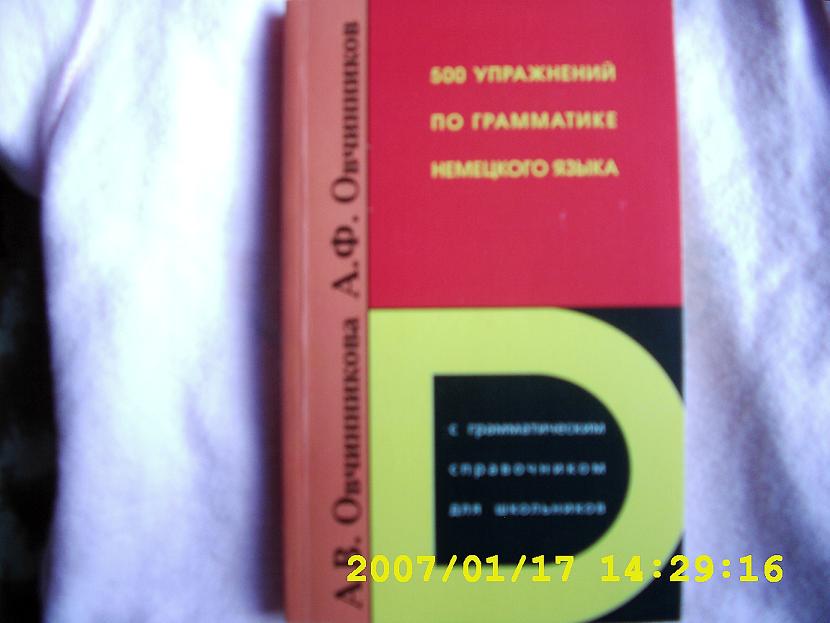 А.В. Овчинникова А.Ф. Овчинников
500 УПРАЖНЕНИЙ
ПО ГРАММАТИКЕ
НЕМЕЦКОГО ЯЗЫКА
D
с грамматическим
справочником
для школьников
2007/01/17 14:29:16